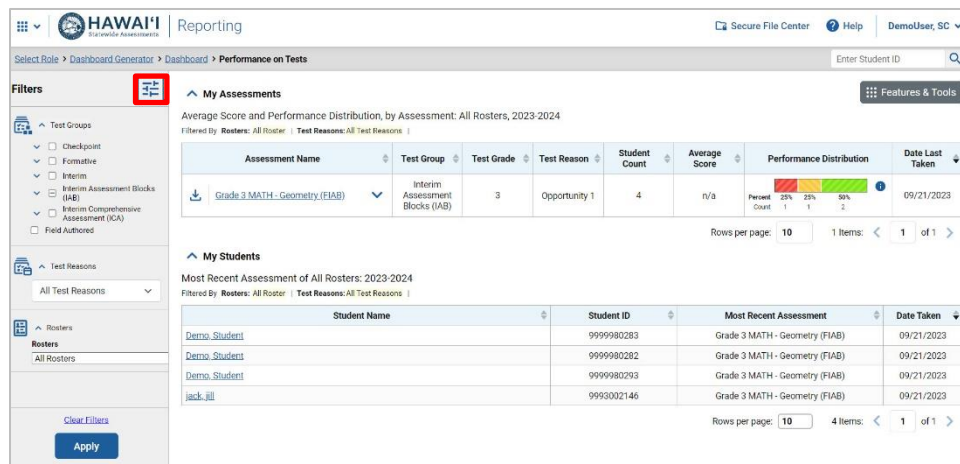 HAWAI'I
Statewide Assessments
Reporting
Secure File Center
Help
DemoUser, SC
Select Role > Dashboard Generator > Dashboard > Performance on Tests
Enter Student ID
Filters
Test Groups
Checkpoint
Formative
Interim
Interim Assessment Blocks
(IAB)
Interim Comprehensive
Assessment (ICA)
Field Authored
Test Reasons
All Test Reasons
Rosters
Rosters
All Rosters
Clear Filters
Apply
My Assessments
Features & Tools
Average Score and Performance Distribution, by Assessment: All Rosters, 2023-2024
Filtered By Rosters: All Roster | Test Reasons: All Test Reasons |
Assessment Name Test Group Test Grade Test Reason Student Count Average Score Performance Distribution Date Last Taken
Grade 3 MATH - Geometry (FIAB) Interim Assessment Blocks (IAB) 3 Opportunity 1 4 n/a 09/21/2023
Percent 25% 25% 50%
Count 1 1 2
Rows per page: 10 1 Items: 1 of 1
My Students
Most Recent Assessment of All Rosters: 2023-2024
Filtered By Rosters: All Roster | Test Reasons: All Test Reasons |
Student Name Student ID Most Recent Assessment Date Taken
Demo, Student 9999980283 Grade 3 MATH - Geometry (FIAB) 09/21/2023
Demo, Student 9999980282 Grade 3 MATH - Geometry (FIAB) 09/21/2023
Demo, Student 9999980293 Grade 3 MATH - Geometry (FIAB) 09/21/2023
jack, jill 9993002146 Grade 3 MATH - Geometry (FIAB) 09/21/2023
Rows per page: 10 4 Items: 1 of 1